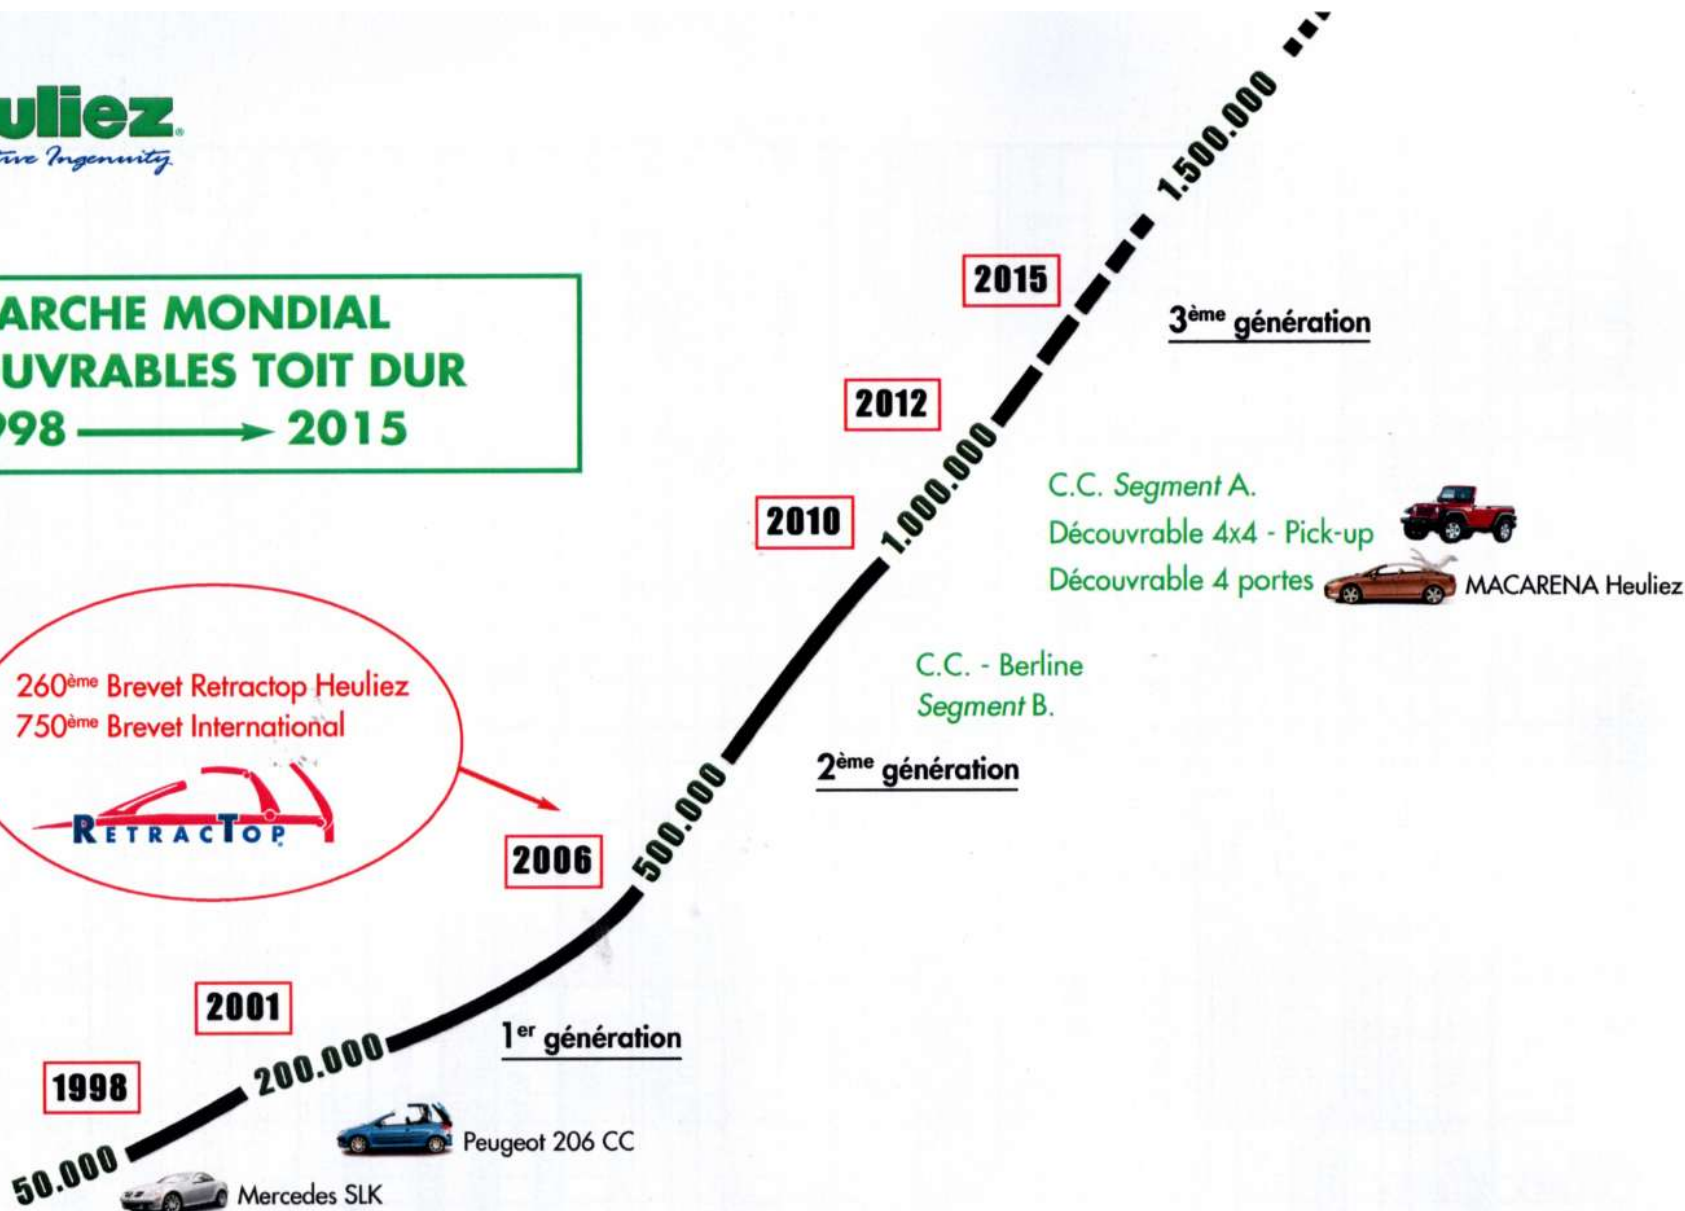 uliez®
tive Ingenuity
ARCHE MONDIAL
UVRABLES TOIT DUR
998 → 2015
1.500.000
2015
3ème génération
2012
1.000.000
2010
C.C. Segment A.
Découvrable 4x4 - Pick-up
Découvrable 4 portes
MACARENA Heuliez
260ème Brevet Retractop Heuliez
750ème Brevet International
RETRACTOP
C.C. - Berline
Segment B.
2ème génération
500.000
2006
2001
200.000
1er génération
1998
50.000
Peugeot 206 CC
Mercedes SLK